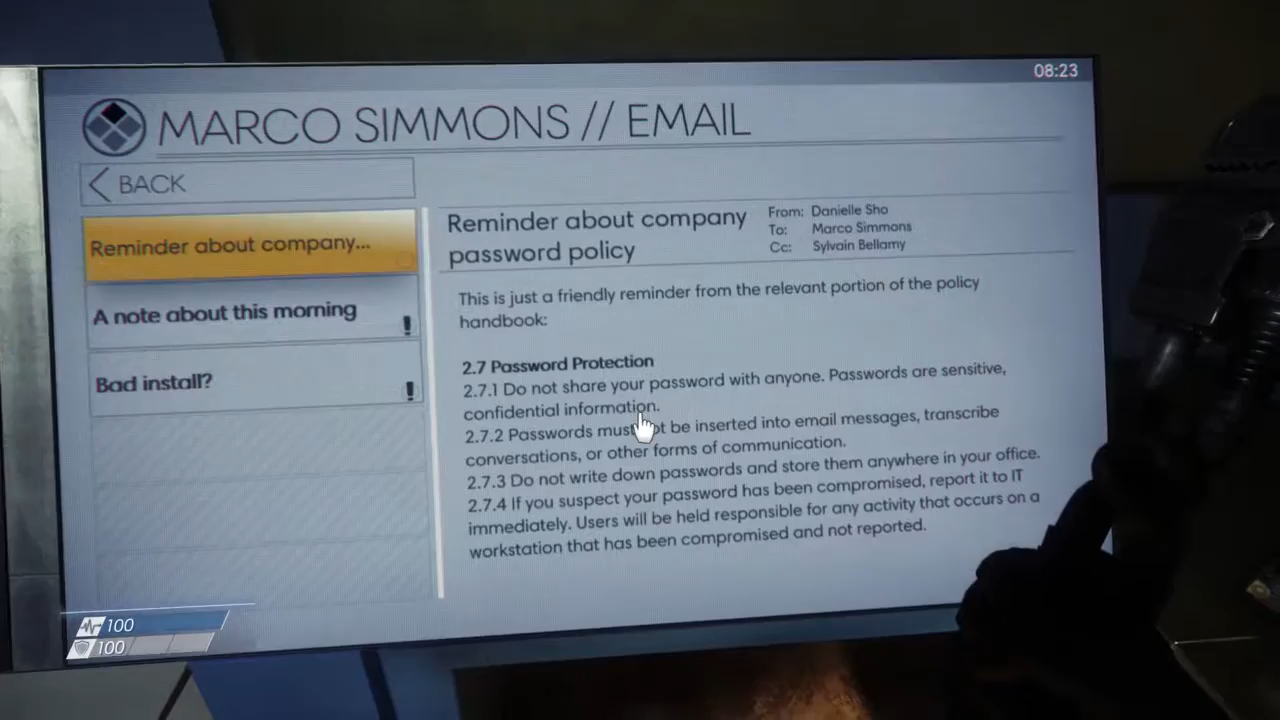 08:23
MARCO SIMMONS // EMAIL
BACK
Reminder about company...
A note about this morning
!
Bad install?
!
Reminder about company
password policy
From: Danielle Sho
To: Marco Simmons
Cc: Sylvain Bellamy
This is just a friendly reminder from the relevant portion of the policy
handbook:
2.7 Password Protection
2.7.1 Do not share your password with anyone. Passwords are sensitive,
confidential information.
2.7.2 Passwords must not be inserted into email messages, transcribe
conversations, or other forms of communication.
2.7.3 Do not write down passwords and store them anywhere in your office.
2.7.4 If you suspect your password has been compromised, report it to IT
immediately. Users will be held responsible for any activity that occurs on a
workstation that has been compromised and not reported.
100
100